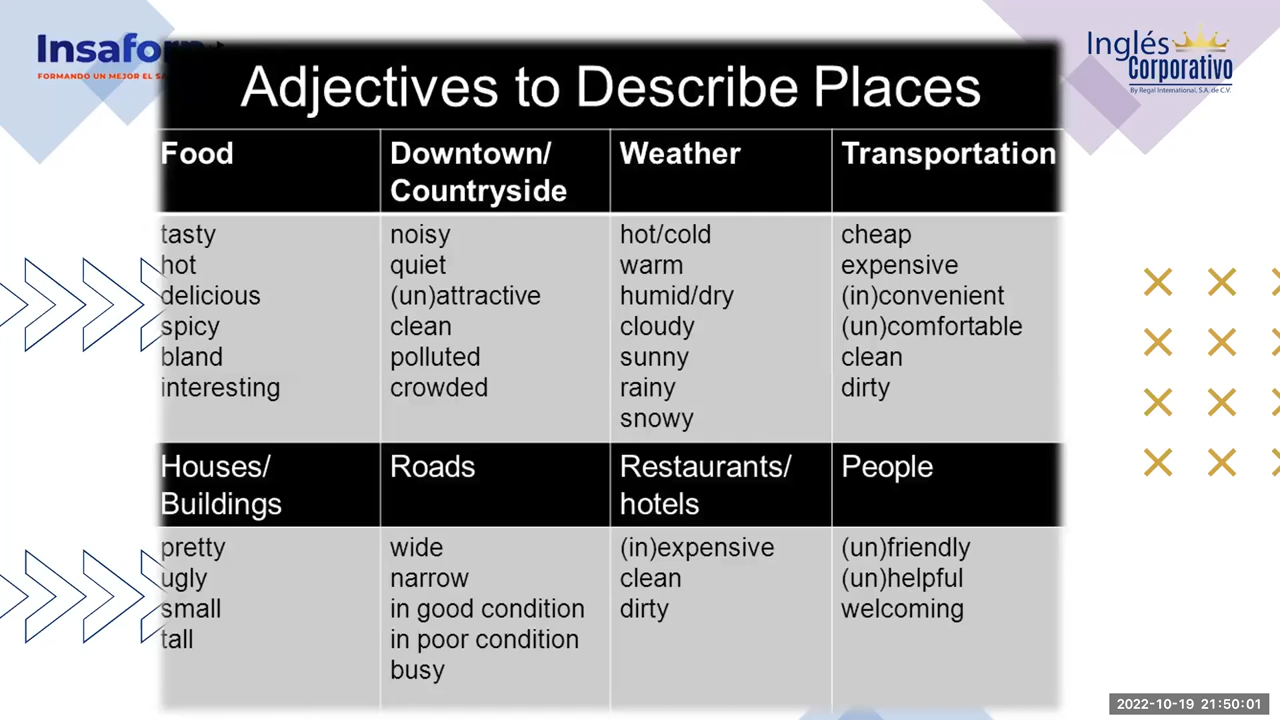 Insafor
FORMANDO UN MEJOR EL SA
Inglés
Corporativo
By Regal International, S.A. de C.V.
Adjectives to Describe Places
Food
Downtown/
Countryside
Weather
Transportation
tasty
hot
delicious
spicy
bland
interesting
noisy
quiet
(un)attractive
clean
polluted
crowded
hot/cold
warm
humid/dry
cloudy
sunny
rainy
snowy
cheap
expensive
(in)convenient
(un)comfortable
clean
dirty
Houses/
Buildings
Roads
Restaurants/
hotels
People
pretty
ugly
small
tall
wide
narrow
in good condition
in poor condition
busy
(in)expensive
clean
dirty
(un)friendly
(un)helpful
welcoming
2022-10-19 21:50:01